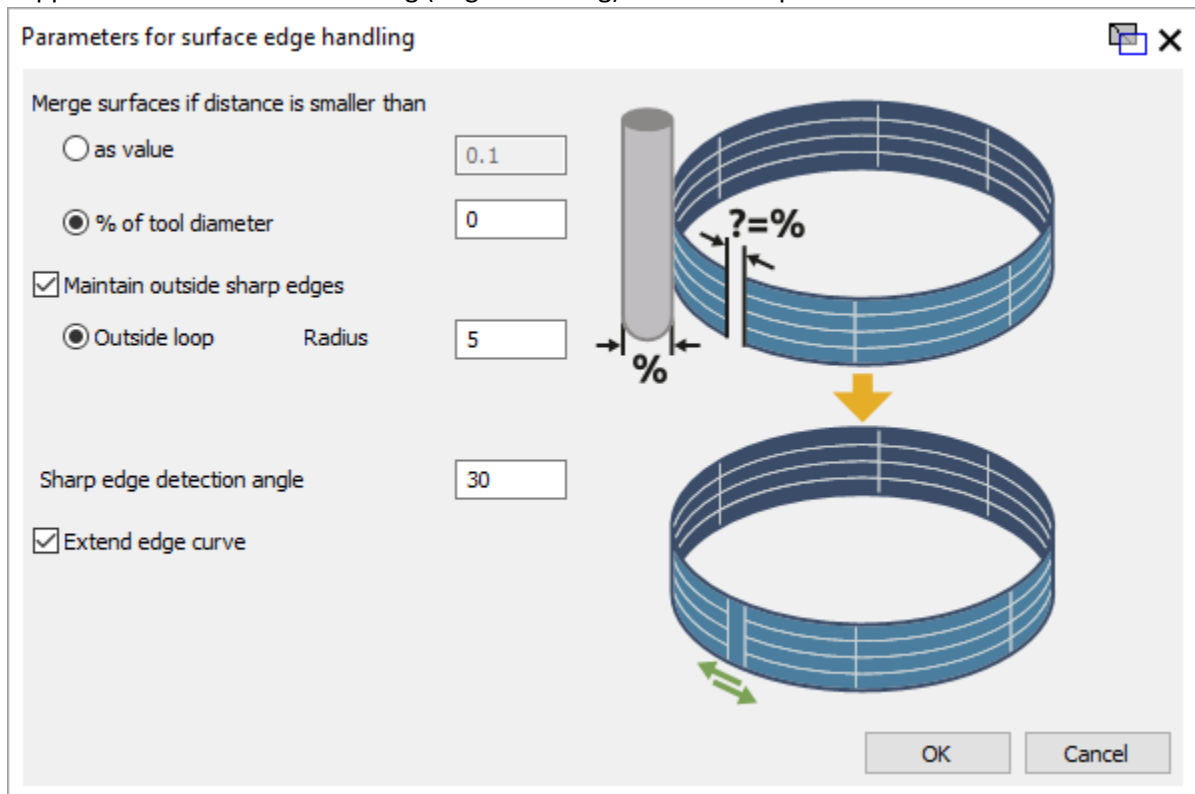 Parameters for surface edge handling
Merge surfaces if distance is smaller than
as value 0.1
% of tool diameter 0
Maintain outside sharp edges
Outside loop Radius 5
Sharp edge detection angle 30
Extend edge curve
?=%
%
OK Cancel